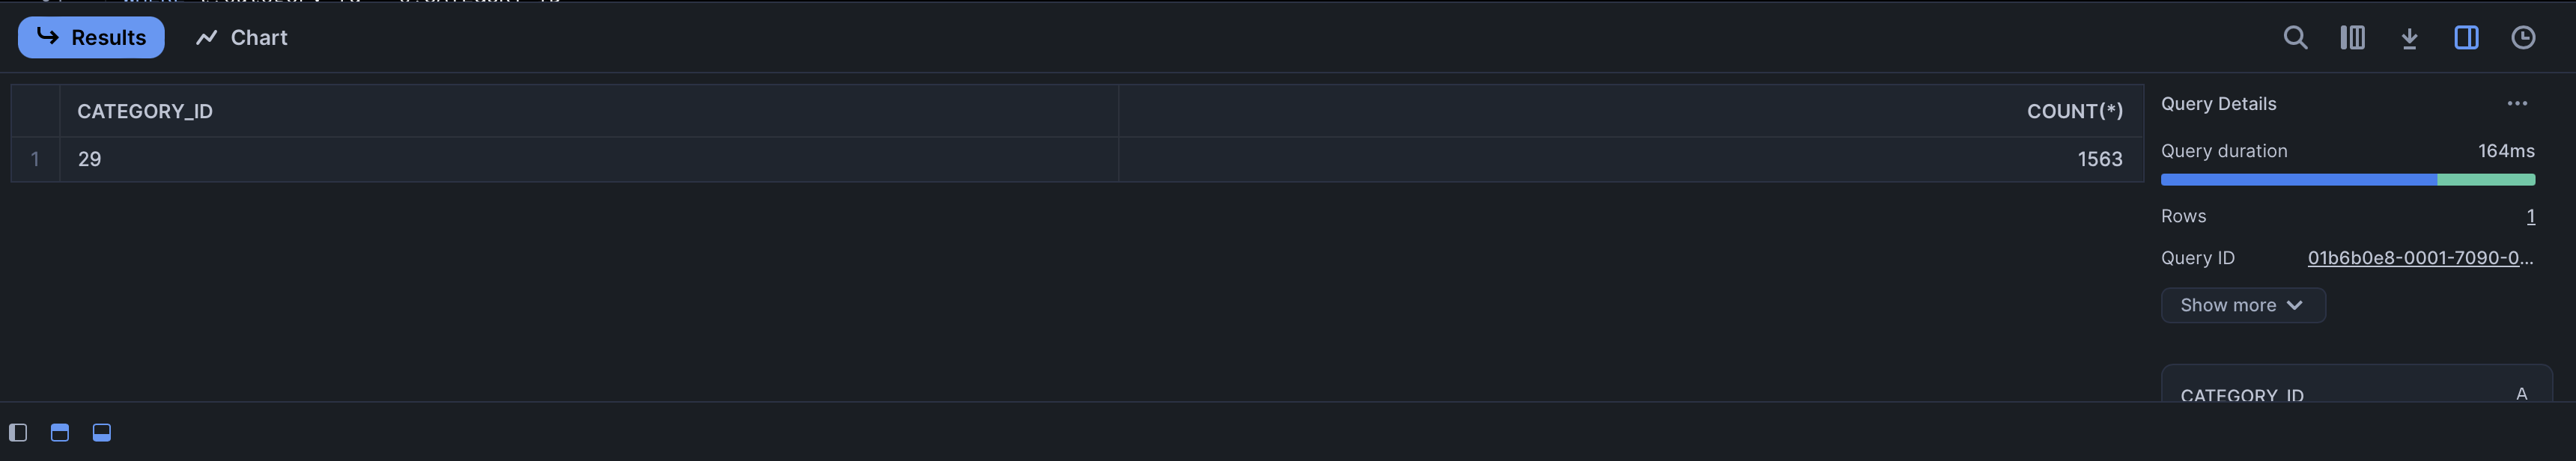 WHERE
Results
Chart
CATEGORY_ID COUNT(*)
1 29 1563
Query Details ...
Query duration 164ms
Rows 1
Query ID 01b6b0e8-0001-7090-0...
Show more
CATEGORY_ID A